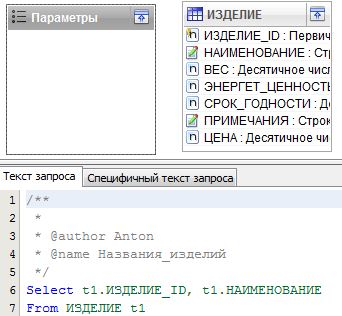 Параметры
ИЗДЕЛИЕ
ИЗДЕЛИЕ_ID : Первич
НАИМЕНОВАНИЕ : Стр
ВЕС : Десятичное числ
ЭНЕРГЕТ_ЦЕННОСТЬ
СРОК_ГОДНОСТИ : Де
ПРИМЕЧАНИЯ : Строк
ЦЕНА : Десятичное чи
Текст запроса
Специфичный текст запроса
1 /**
2 *
3 * @author Anton
4 * @name Названия_изделий
5 */
6 Select t1.ИЗДЕЛИЕ_ID, t1.НАИМЕНОВАНИЕ
7 From ИЗДЕЛИЕ t1